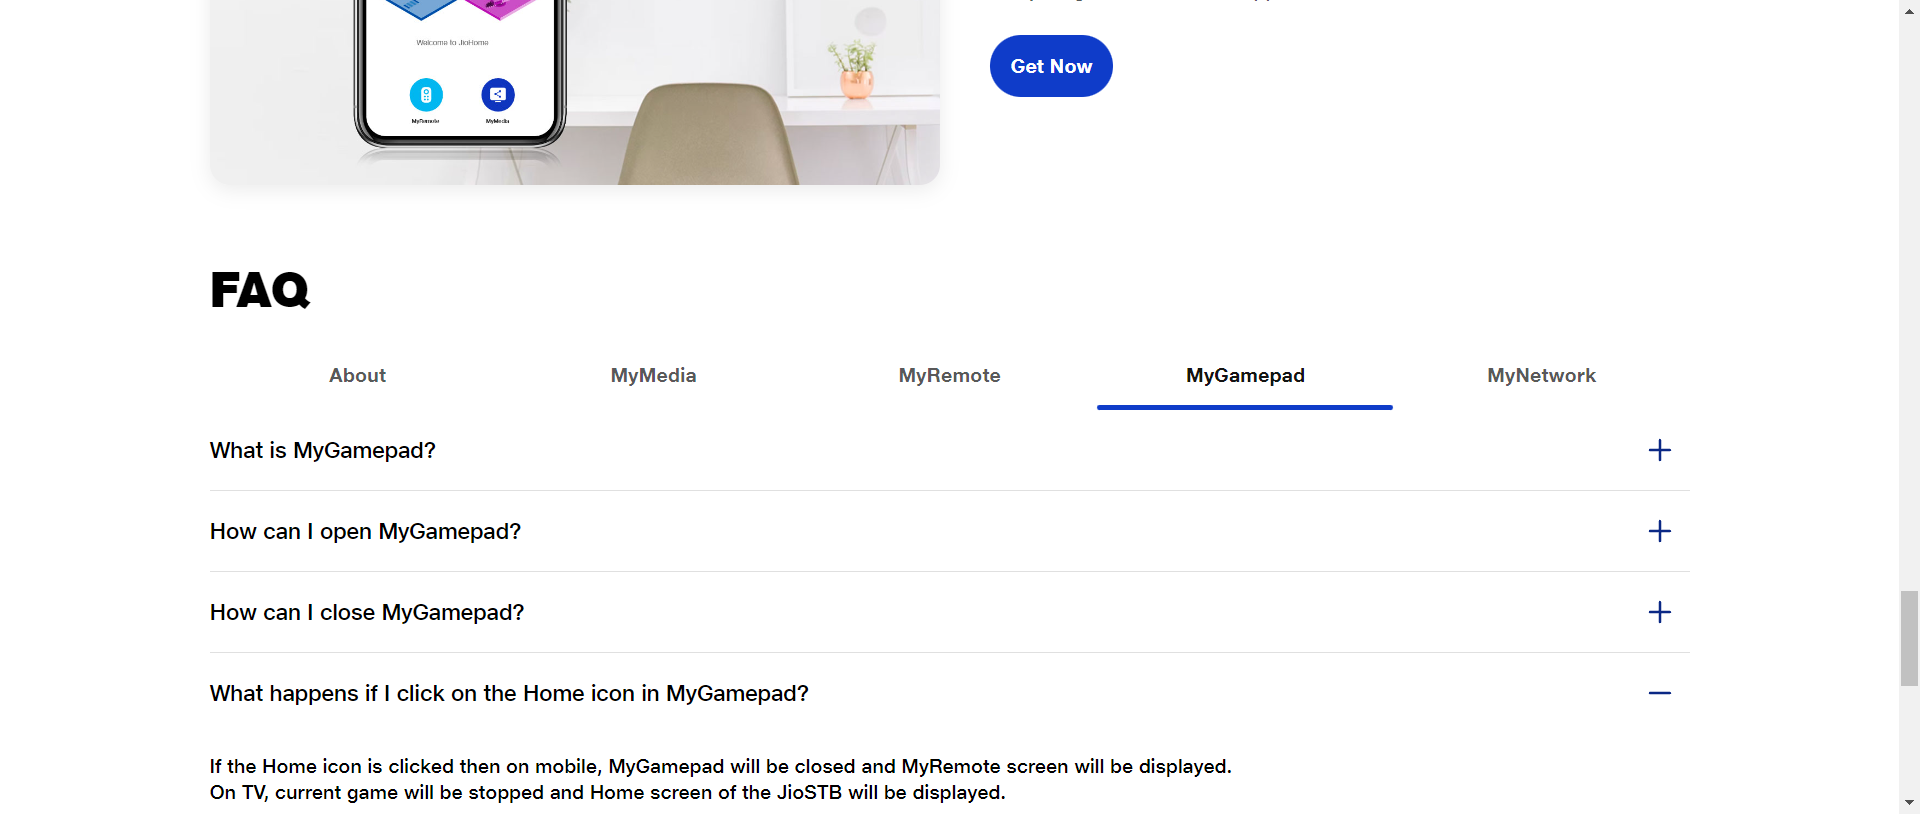 Welcome to JioHome
MyRemote
MyMedia
Get Now
FAQ
About
MyMedia
MyRemote
MyGamepad
MyNetwork
What is MyGamepad?
How can I open MyGamepad?
How can I close MyGamepad?
What happens if I click on the Home icon in MyGamepad?
If the Home icon is clicked then on mobile, MyGamepad will be closed and MyRemote screen will be displayed.
On TV, current game will be stopped and Home screen of the JioSTB will be displayed.